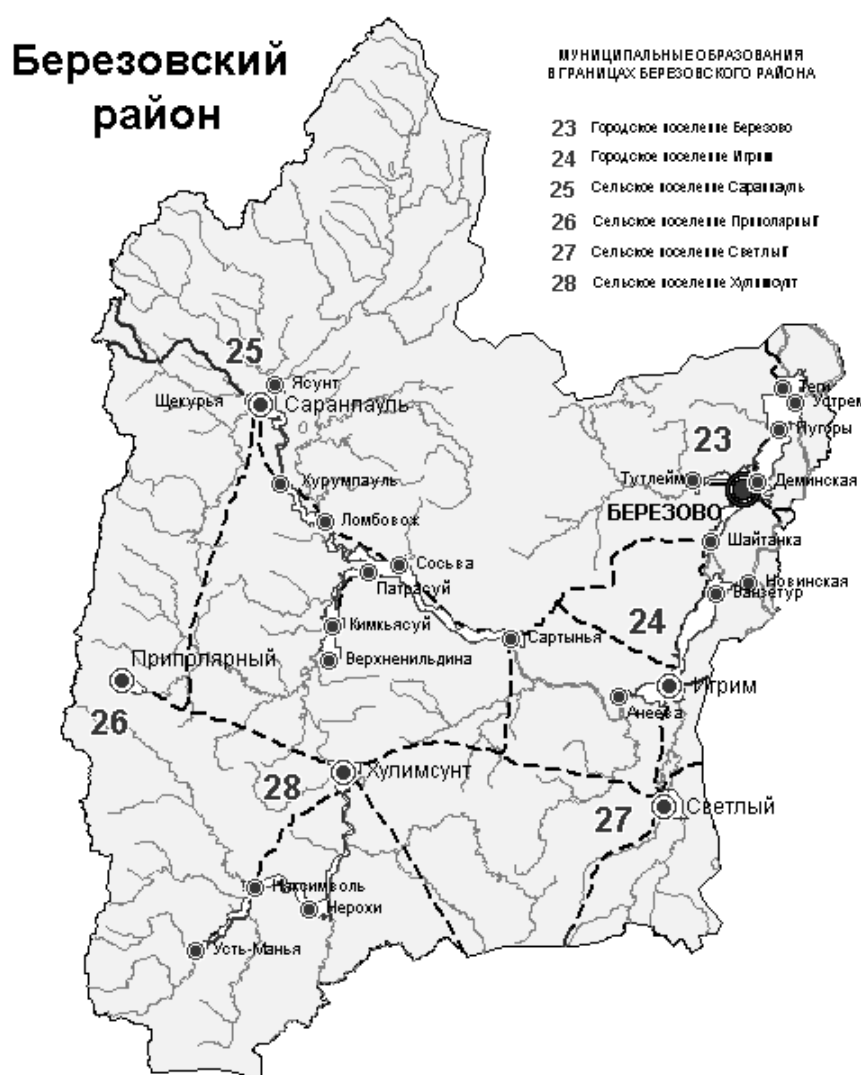 Березовский
район
МУНИЦИПАЛЬНЫЕ ОБРАЗОВАНИЯ
В ГРАНИЦАХ БЕРЕЗОВСКОГО РАЙОНА
23 Городское поселение Березово
24 Городское поселение Игрим
25 Сельское поселение Саранпауль
26 Сельское поселение Приполярный
27 Сельское поселение Светлый
28 Сельское поселение Хулимсунт
25
Ясунт
Щекурья
Саранпауль
Теги
Устрем
Пугоры
23
Хурумпауль
Тутлейм
Деминская
БЕРЕЗОВО
Ломбовож
Шайтанка
Сосьва
Патрасуй
Новинская
Ванзетур
24
Кимкьясуй
Сартынья
Приполярный
Верхненильдина
Игрим
Анеева
26
28
Хулимсунт
27
Светлый
Няксимволь
Нерохи
Усть-Манья